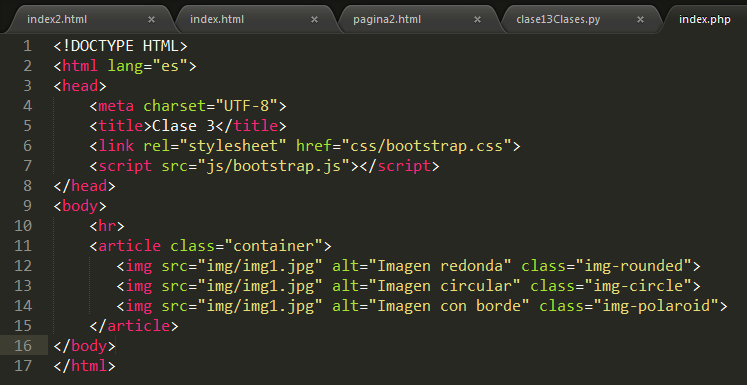 index2.html × index.html × pagina2.html × clase13Clases.py × index.php
1 <!DOCTYPE HTML>
2 <html lang="es">
3 <head>
4 <meta charset="UTF-8">
5 <title>Clase 3</title>
6 <link rel="stylesheet" href="css/bootstrap.css">
7 <script src="js/bootstrap.js"></script>
8 </head>
9 <body>
10 <hr>
11 <article class="container">
12 <img src="img/img1.jpg" alt="Imagen redonda" class="img-rounded">
13 <img src="img/img1.jpg" alt="Imagen circular" class="img-circle">
14 <img src="img/img1.jpg" alt="Imagen con borde" class="img-polaroid">
15 </article>
16 </body>
17 </html>